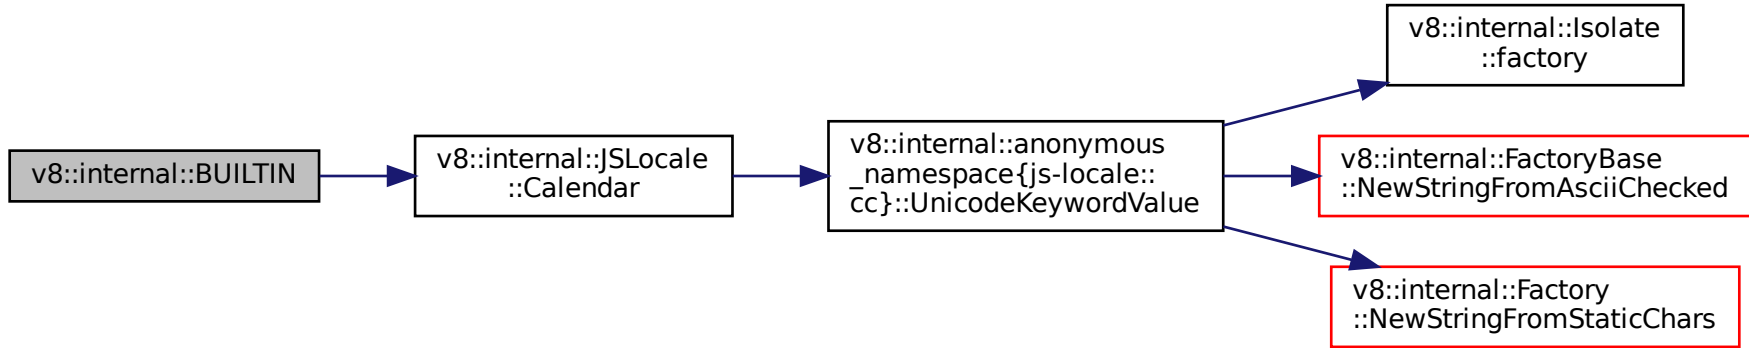 v8::internal::BUILTIN
v8::internal::JSLocale
::Calendar
v8::internal::anonymous
_namespace{js-locale::
cc}::UnicodeKeywordValue
v8::internal::Isolate
::factory
v8::internal::FactoryBase
::NewStringFromAsciiChecked
v8::internal::Factory
::NewStringFromStaticChars